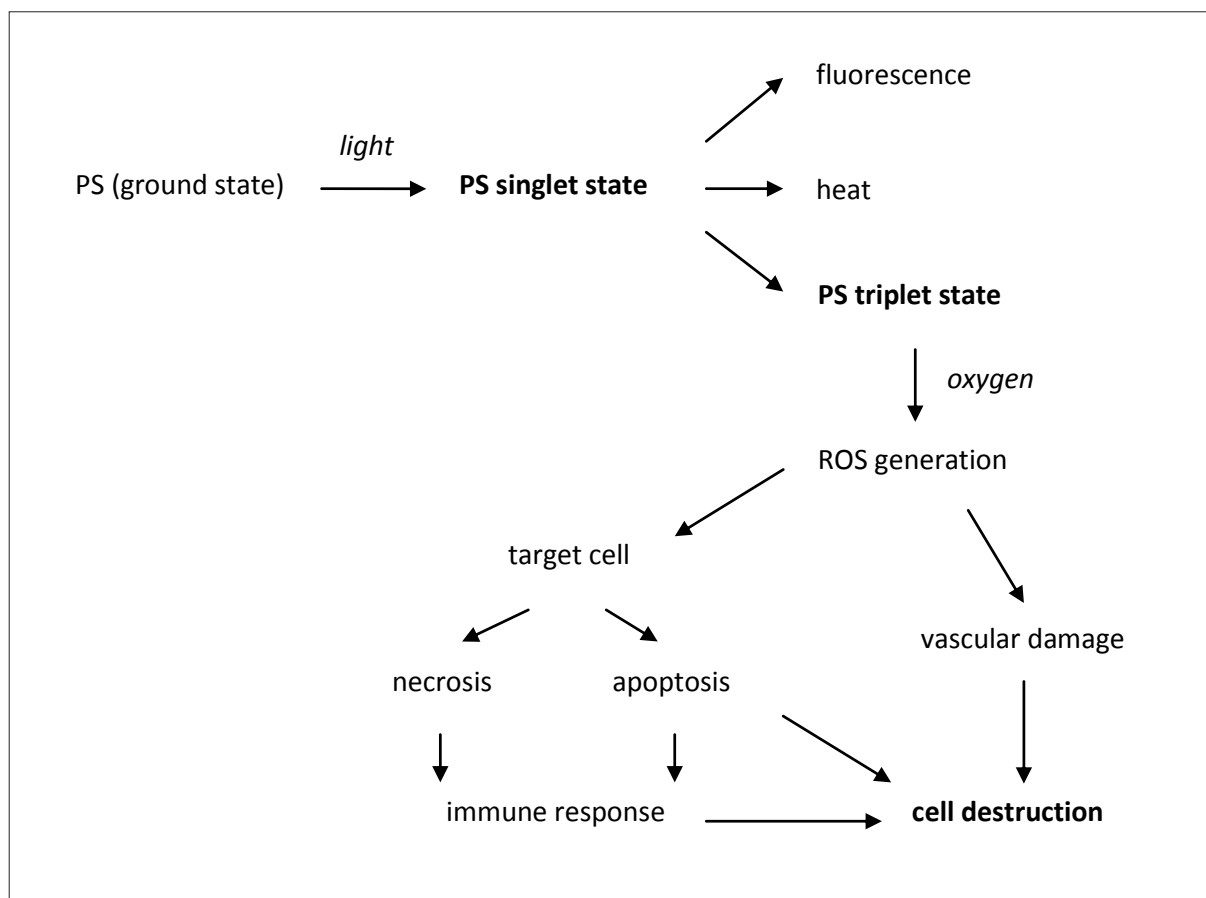 fluorescence
light
PS (ground state)
PS singlet state
heat
PS triplet state
oxygen
ROS generation
target cell
vascular damage
necrosis
apoptosis
immune response
cell destruction